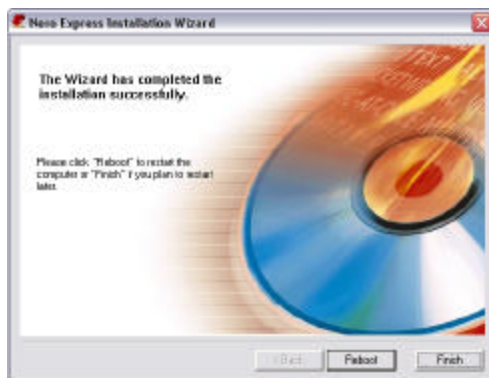 Nero Express Installation Wizard
The Wizard has completed the
installation successfully.
Please click "Reboot" to restart the
computer or "Finish" if you plan to restart
later.
< Back
Reboot
Finish